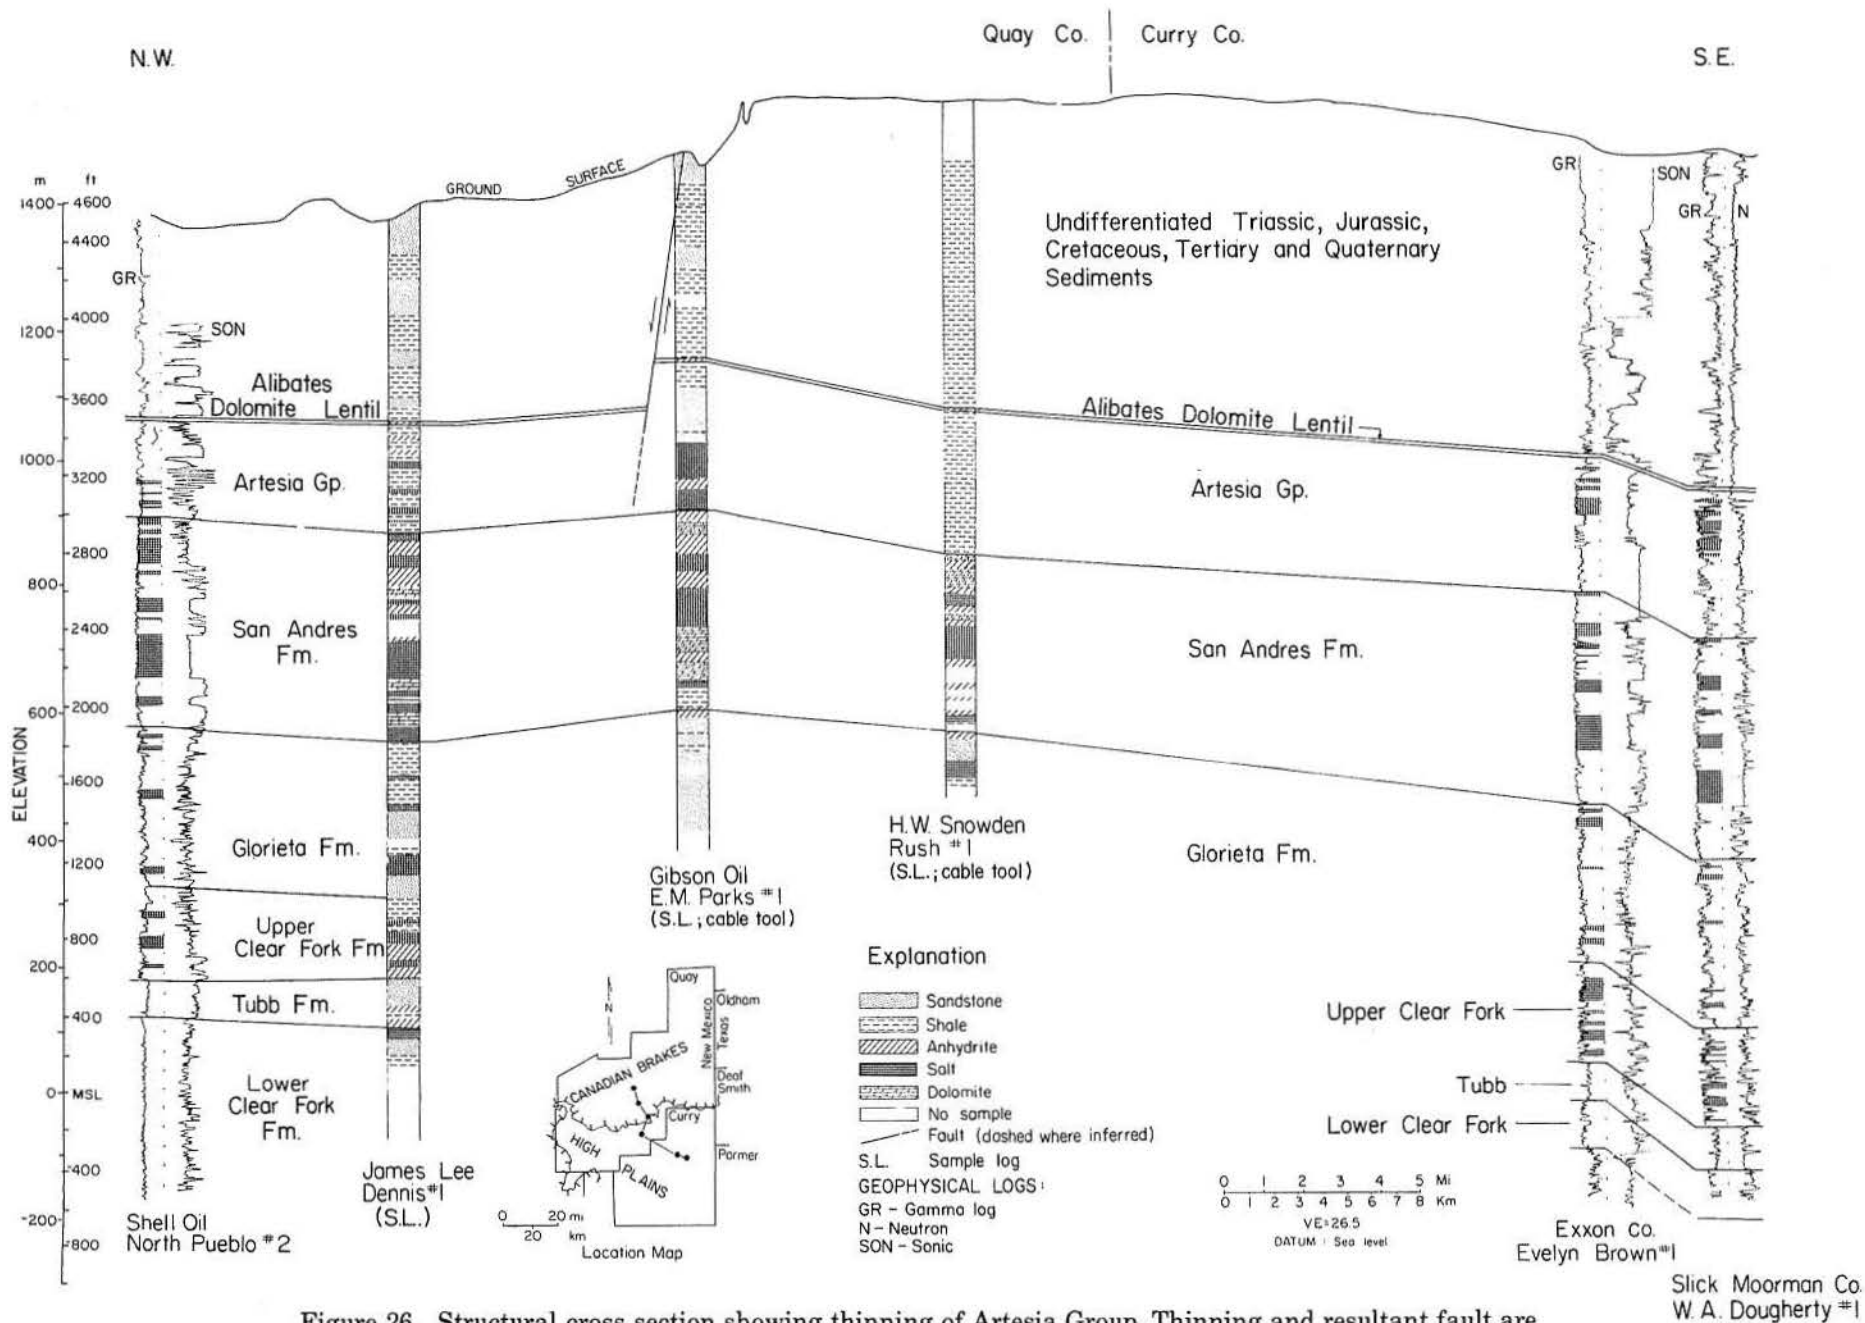 Quay Co. Curry Co.
N.W.
S.E.
m ft
1400 4600
4400
1200 4000
3600
1000 3200
2800
800
2400
600 2000
1600
400 1200
800
200
400
0 MSL
-400
-200
-800
ELEVATION
GROUND SURFACE
GR
SON
GR
SON
GR
N
Undifferentiated Triassic, Jurassic,
Cretaceous, Tertiary and Quaternary
Sediments
Alibates
Dolomite Lentil
Alibates Dolomite Lentil
Artesia Gp.
Artesia Gp.
San Andres
Fm.
San Andres Fm.
Glorieta Fm.
Glorieta Fm.
Upper
Clear Fork Fm
Tubb Fm.
Lower
Clear Fork
Fm.
Upper Clear Fork
Tubb
Lower Clear Fork
Shell Oil
North Pueblo #2
James Lee
Dennis #1
(S.L.)
Gibson Oil
E.M. Parks #1
(S.L.; cable tool)
H.W. Snowden
Rush #1
(S.L.; cable tool)
Exxon Co.
Evelyn Brown #1
Slick Moorman Co.
W. A. Dougherty #1
N
Quay
Oldham
New Mexico
Texas
Deaf
Smith
Curry
Parmer
CANADIAN BRAKES
HIGH PLAINS
0 20 mi
20 km
Location Map
Explanation
Sandstone
Shale
Anhydrite
Salt
Dolomite
No sample
Fault (dashed where inferred)
S.L. Sample log
GEOPHYSICAL LOGS:
GR - Gamma log
N - Neutron
SON - Sonic
0 1 2 3 4 5 Mi
0 1 2 3 4 5 6 7 8 Km
VE=26.5
DATUM : Sea level
Figure 26. Structural cross section showing thinning of Artesia Group. Thinning and resultant fault are